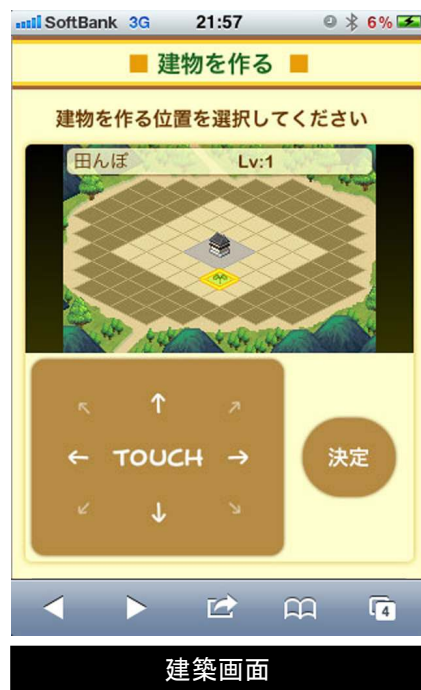 SoftBank 3G 21:57 6%
建物を作る
建物を作る位置を選択してください
田んぼ Lv:1
TOUCH
決定
4
建築画面